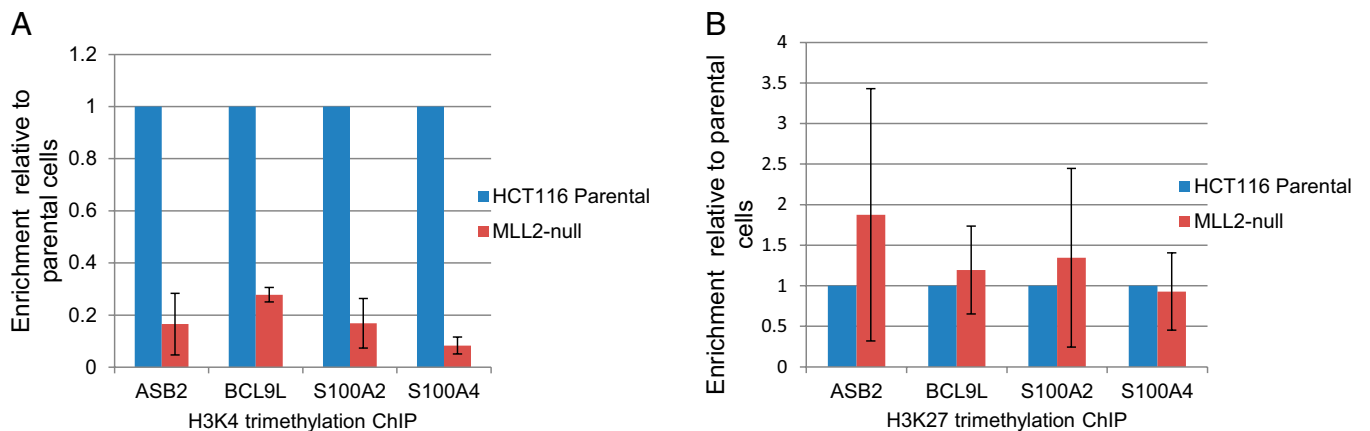 A
Enrichment relative to
parental cells
1.2
1
0.8
0.6
0.4
0.2
0
ASB2 BCL9L S100A2 S100A4
H3K4 trimethylation ChIP
HCT116 Parental
MLL2-null
B
Enrichment relative to parental
cells
4
3.5
3
2.5
2
1.5
1
0.5
0
ASB2 BCL9L S100A2 S100A4
H3K27 trimethylation ChIP
HCT116 Parental
MLL2-null